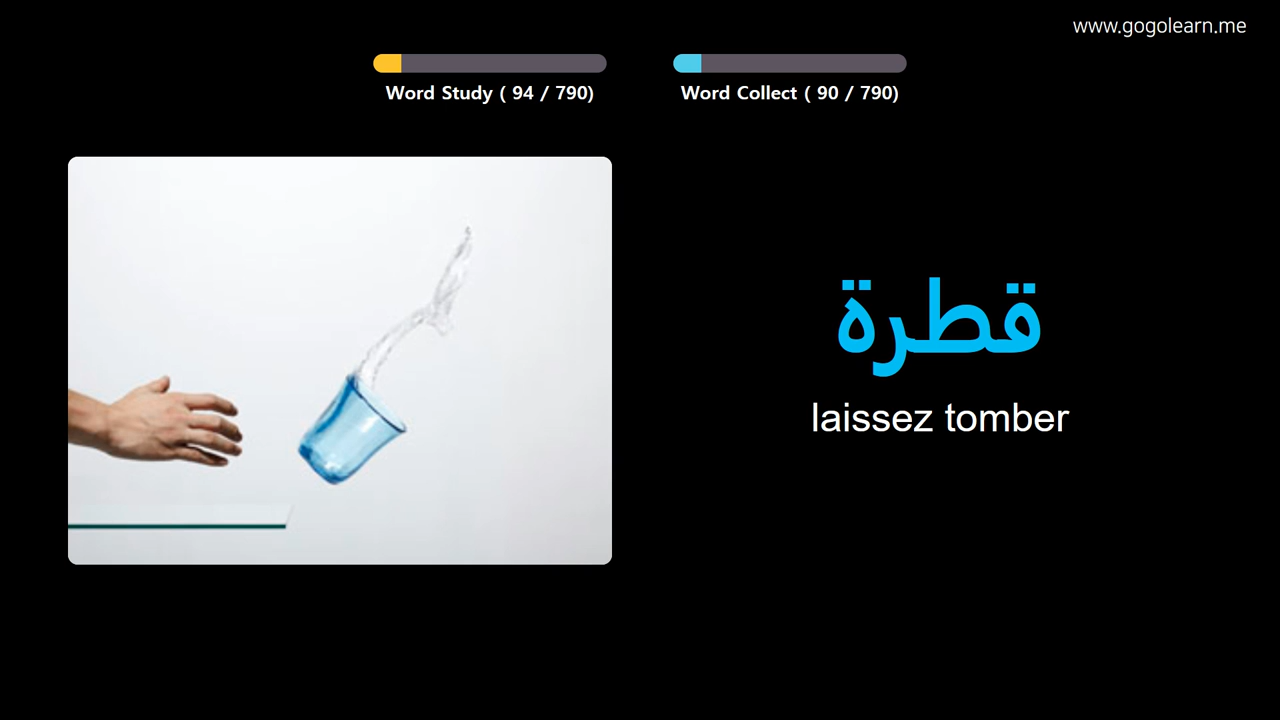 www.gogolearn.me
Word Study ( 94 / 790)
Word Collect ( 90 / 790)
قطرة
laissez tomber